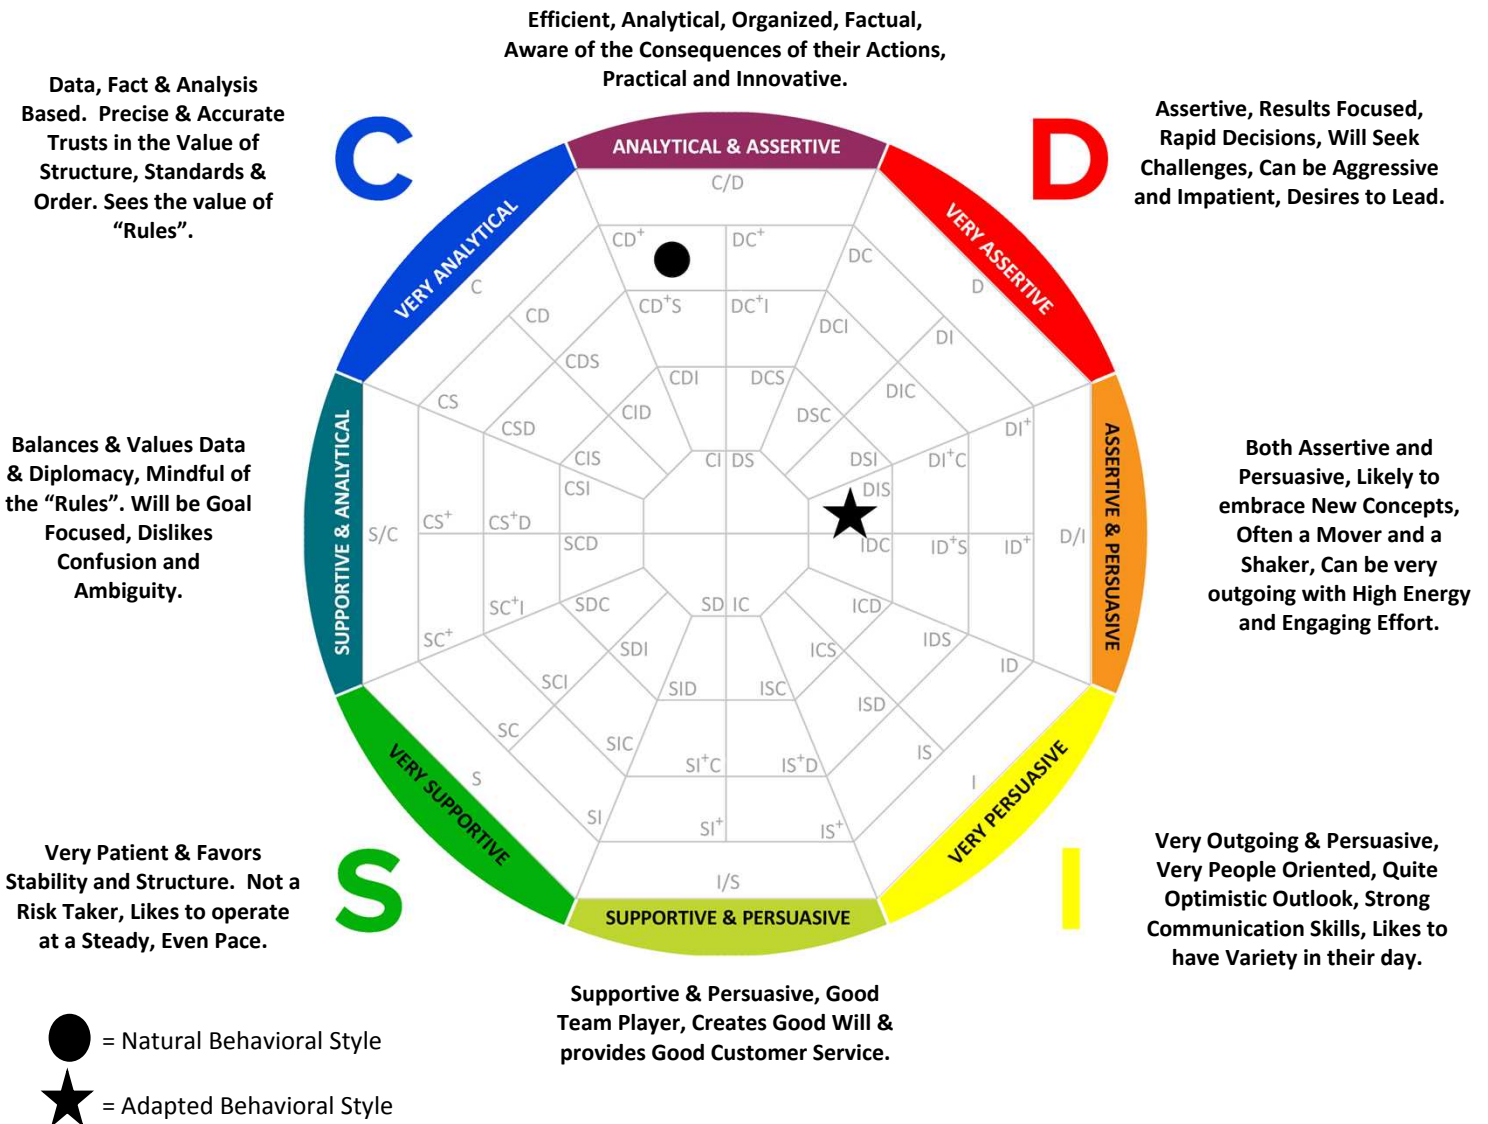 Efficient, Analytical, Organized, Factual,
Aware of the Consequences of their Actions,
Practical and Innovative.
Data, Fact & Analysis
Based.  Precise & Accurate
Trusts in the Value of
Structure, Standards &
Order. Sees the value of
“Rules”.
C
D
Assertive, Results Focused,
Rapid Decisions, Will Seek
Challenges, Can be Aggressive
and Impatient, Desires to Lead.
ANALYTICAL & ASSERTIVE
VERY ANALYTICAL
VERY ASSERTIVE
C/D
CD+
DC+
DC
C
D
CD
CD+S
DC+I
DCI
DI
CDS
CDI
DCS
DIC
CS
CID
DSC
DI+
CSD
CIS
CI
DS
DSI
DI+C
CSI
DIS
SUPPORTIVE & ANALYTICAL
ASSERTIVE & PERSUASIVE
Balances & Values Data
& Diplomacy, Mindful of
the “Rules”. Will be Goal
Focused, Dislikes
Confusion and
Ambiguity.
Both Assertive and
Persuasive, Likely to
embrace New Concepts,
Often a Mover and a
Shaker, Can be very
outgoing with High Energy
and Engaging Effort.
S/C
CS+
CS+D
SCD
IDC
ID+S
ID+
D/I
SC+I
SDC
SD
IC
ICD
SC+
SDI
ICS
IDS
ID
SCI
SID
ISC
ISD
SC
SIC
SI+C
IS+D
IS
S
I
SI
SI+
IS+
I/S
VERY SUPPORTIVE
VERY PERSUASIVE
SUPPORTIVE & PERSUASIVE
Very Patient & Favors
Stability and Structure.  Not a
Risk Taker, Likes to operate
at a Steady, Even Pace.
S
I
Very Outgoing & Persuasive,
Very People Oriented, Quite
Optimistic Outlook, Strong
Communication Skills, Likes to
have Variety in their day.
Supportive & Persuasive, Good
Team Player, Creates Good Will &
provides Good Customer Service.
= Natural Behavioral Style
= Adapted Behavioral Style